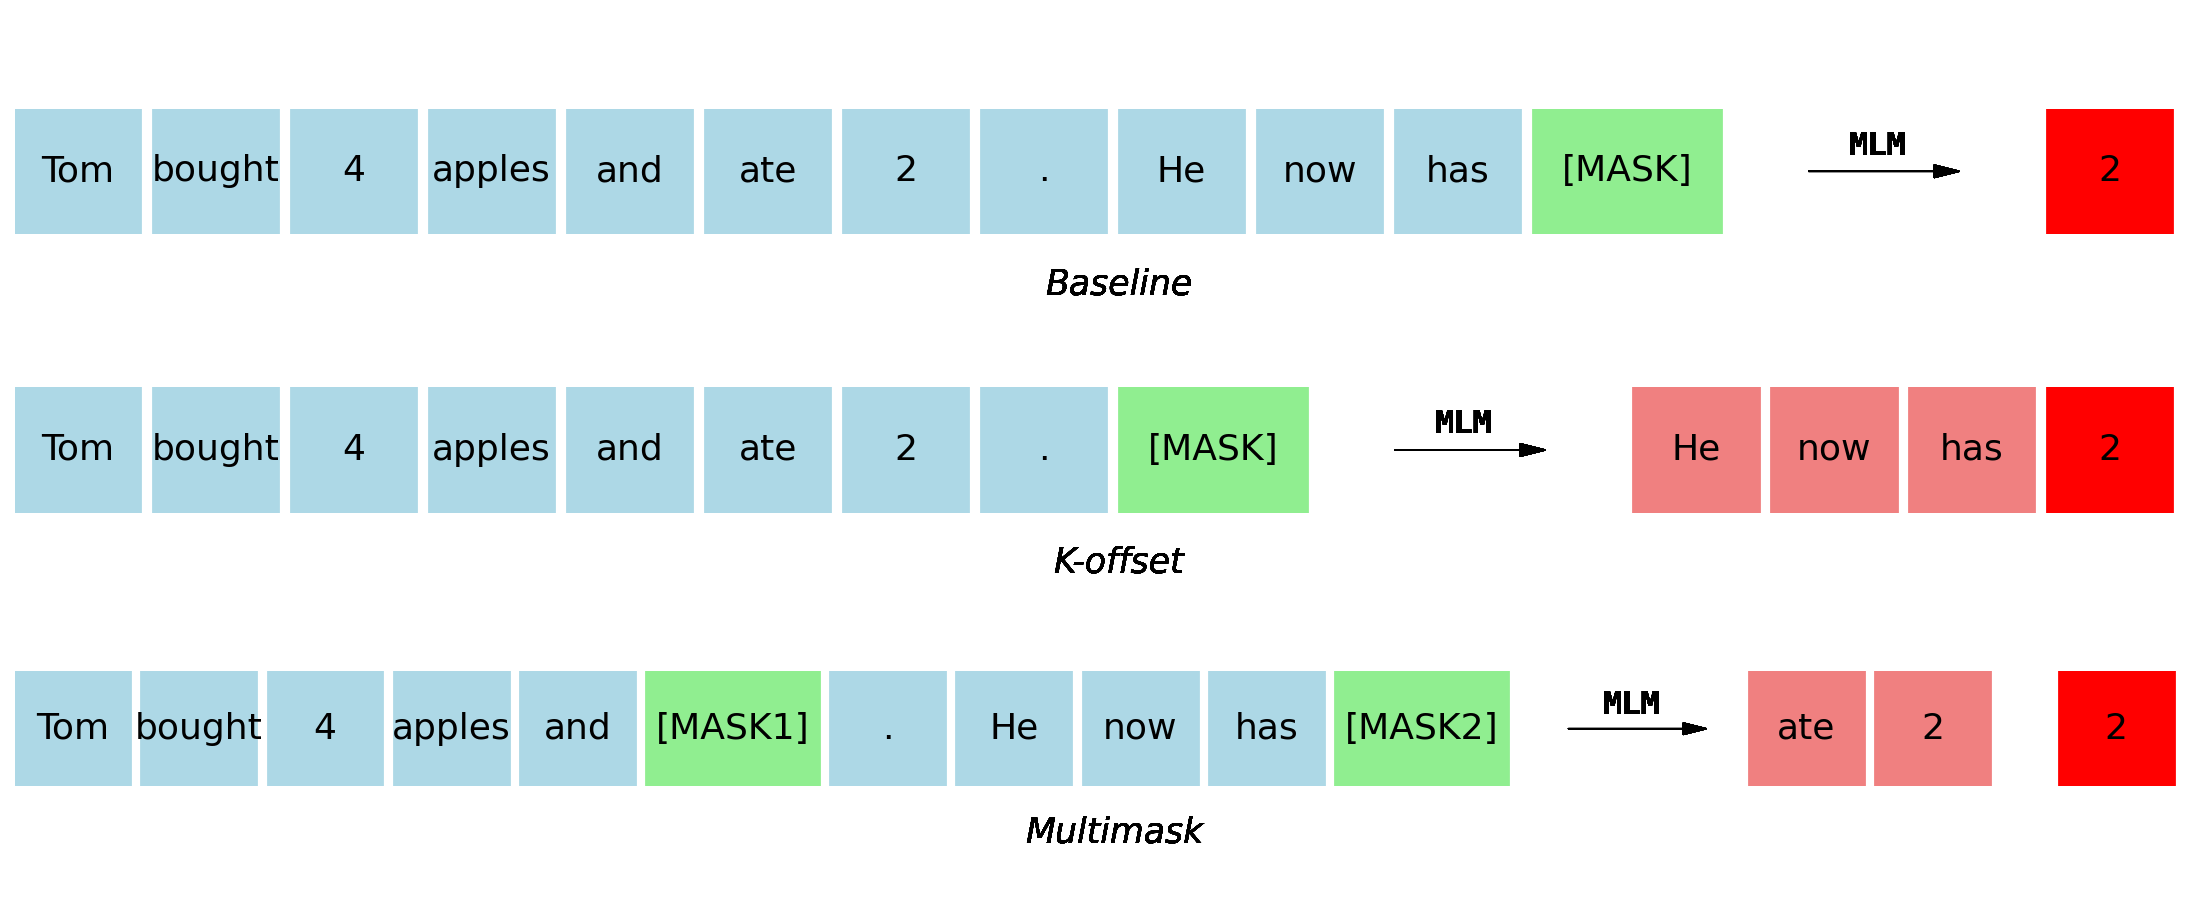 Tom bought 4 apples and ate 2 . He now has [MASK] MLM 2
Baseline
Tom bought 4 apples and ate 2 . [MASK] MLM He now has 2
K-offset
Tom bought 4 apples and [MASK1] . He now has [MASK2] MLM ate 2 2
Multimask